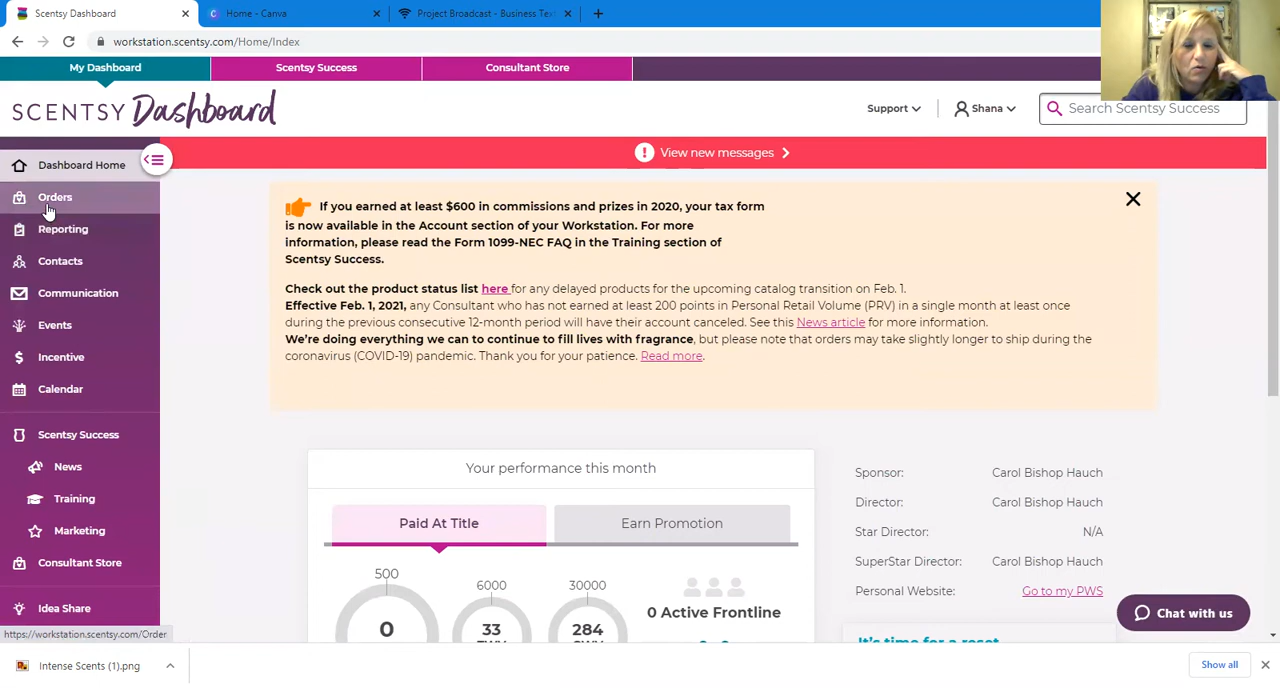 Scentsy Dashboard
Home - Canva
Project Broadcast - Business Tex
workstation.scentsy.com/Home/Index
My Dashboard
Scentsy Success
Consultant Store
SCENTSY Dashboard
Support
Shana
Search Scentsy Success
Dashboard Home
View new messages
Orders
Reporting
Contacts
Communication
Events
Incentive
Calendar
Scentsy Success
News
Training
Marketing
Consultant Store
Idea Share
https://workstation.scentsy.com/Order
If you earned at least $600 in commissions and prizes in 2020, your tax form
is now available in the Account section of your Workstation. For more
information, please read the Form 1099-NEC FAQ in the Training section of
Scentsy Success.
Check out the product status list here for any delayed products for the upcoming catalog transition on Feb. 1.
Effective Feb. 1, 2021, any Consultant who has not earned at least 200 points in Personal Retail Volume (PRV) in a single month at least once
during the previous consecutive 12-month period will have their account canceled. See this News article for more information.
We're doing everything we can to continue to fill lives with fragrance, but please note that orders may take slightly longer to ship during the
coronavirus (COVID-19) pandemic. Thank you for your patience. Read more.
Your performance this month
Paid At Title
Earn Promotion
500
0
6000
33
30000
284
0 Active Frontline
Sponsor: Carol Bishop Hauch
Director: Carol Bishop Hauch
Star Director: N/A
SuperStar Director: Carol Bishop Hauch
Personal Website: Go to my PWS
It's time for a reset
Chat with us
Intense Scents (1).png
Show all